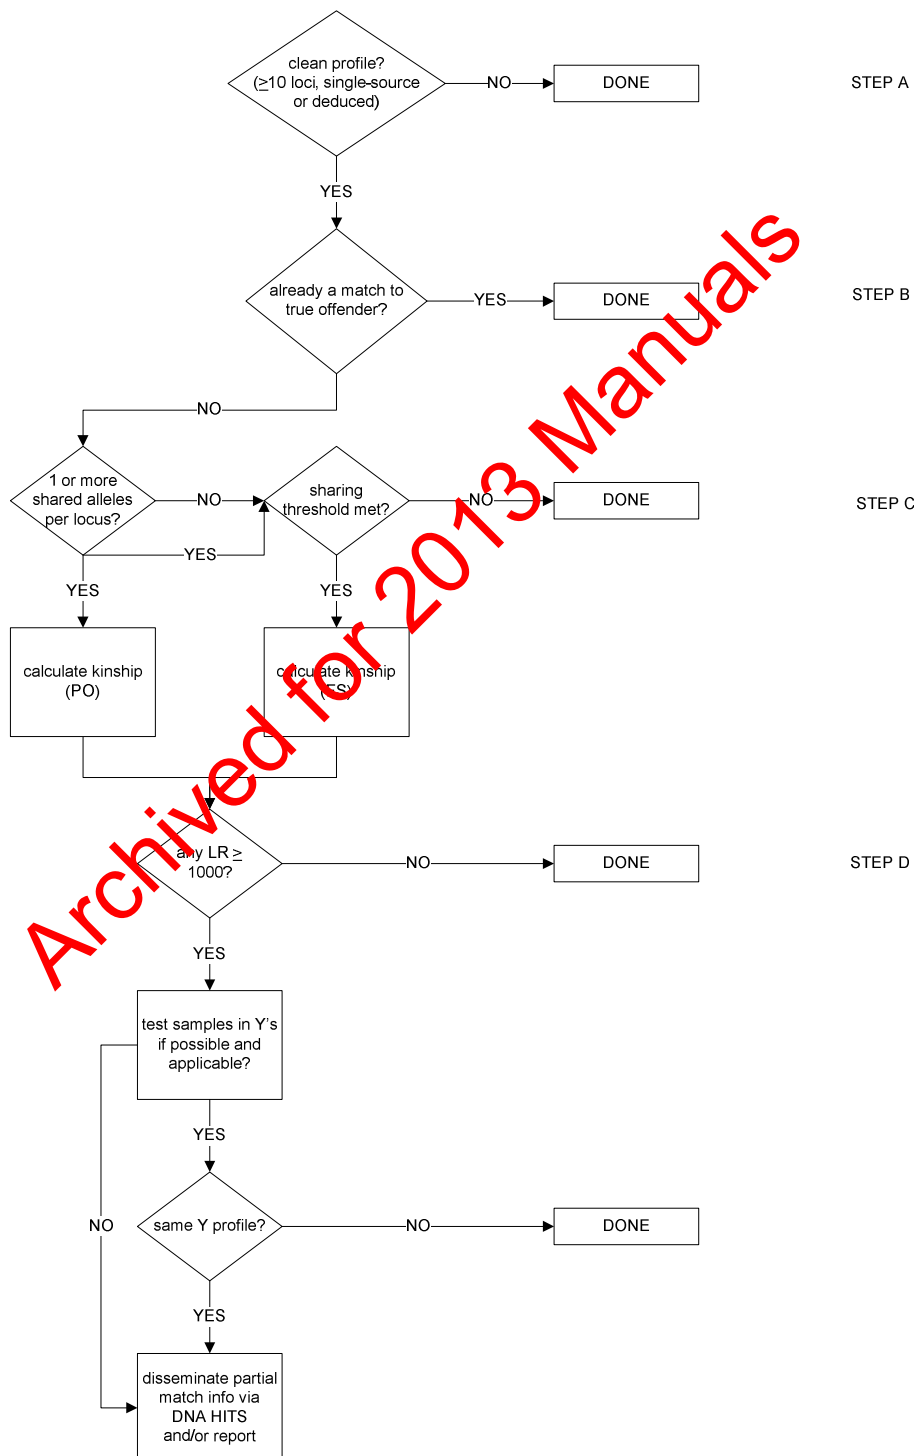 clean profile?
(≥10 loci, single-source
or deduced)
NO
DONE
STEP A
YES
already a match to
true offender?
YES
DONE
STEP B
NO
1 or more
shared alleles
per locus?
NO
sharing
threshold met?
NO
DONE
STEP C
YES
YES
YES
calculate kinship
(PO)
calculate kinship
(FS)
any LR ≥
1000?
NO
DONE
STEP D
YES
test samples in Y's
if possible and
applicable?
YES
NO
same Y profile?
NO
DONE
YES
disseminate partial
match info via
DNA HITS
and/or report
Archived for 2013 Manuals